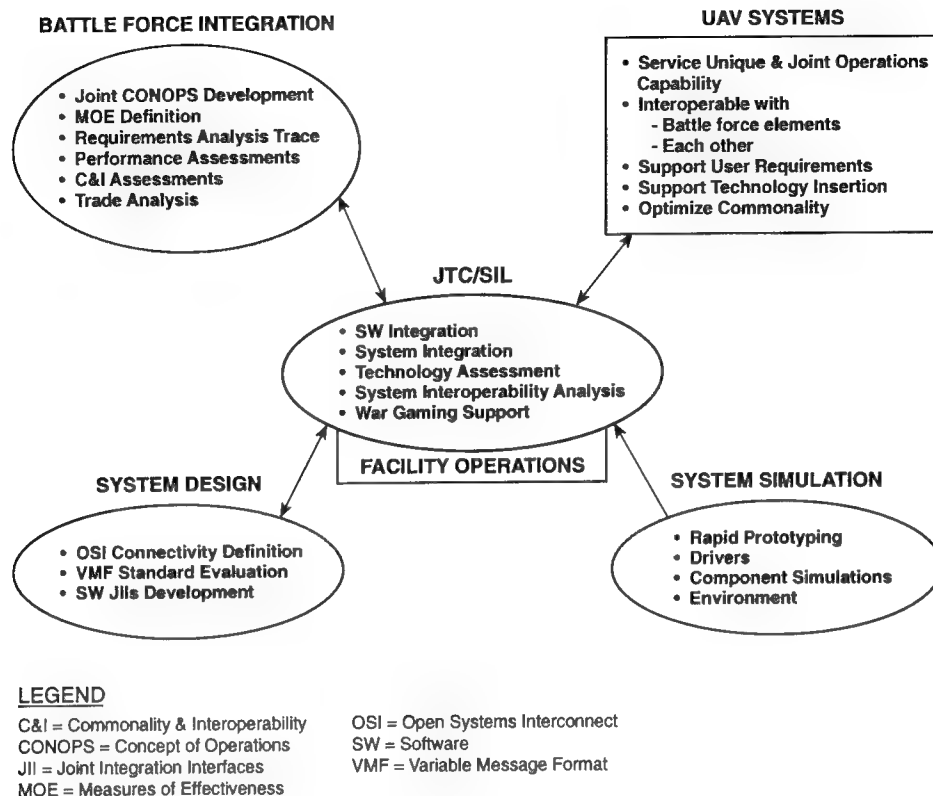 BATTLE FORCE INTEGRATION
• Joint CONOPS Development
• MOE Definition
• Requirements Analysis Trace
• Performance Assessments
• C&I Assessments
• Trade Analysis
UAV SYSTEMS
• Service Unique & Joint Operations
Capability
• Interoperable with
- Battle force elements
- Each other
• Support User Requirements
• Support Technology Insertion
• Optimize Commonality
JTC/SIL
• SW Integration
• System Integration
• Technology Assessment
• System Interoperability Analysis
• War Gaming Support
FACILITY OPERATIONS
SYSTEM DESIGN
• OSI Connectivity Definition
• VMF Standard Evaluation
• SW JIIs Development
SYSTEM SIMULATION
• Rapid Prototyping
• Drivers
• Component Simulations
• Environment
LEGEND
C&I = Commonality & Interoperability
CONOPS = Concept of Operations
JII = Joint Integration Interfaces
MOE = Measures of Effectiveness
OSI = Open Systems Interconnect
SW = Software
VMF = Variable Message Format